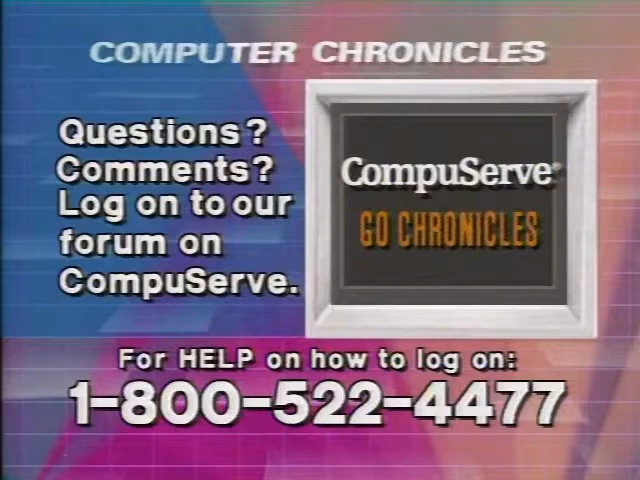 COMPUTER CHRONICLES
Questions?
Comments?
Log on to our
forum on
CompuServe.
CompuServe®
GO CHRONICLES
For HELP on how to log on:
1-800-522-4477